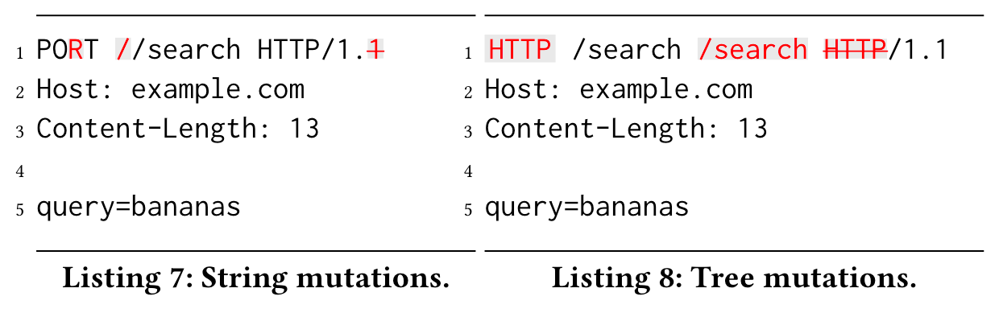 1 PORT //search HTTP/1.1
2 Host: example.com
3 Content-Length: 13
4
5 query=bananas
Listing 7: String mutations.
1 HTTP /search /search HTTP/1.1
2 Host: example.com
3 Content-Length: 13
4
5 query=bananas
Listing 8: Tree mutations.